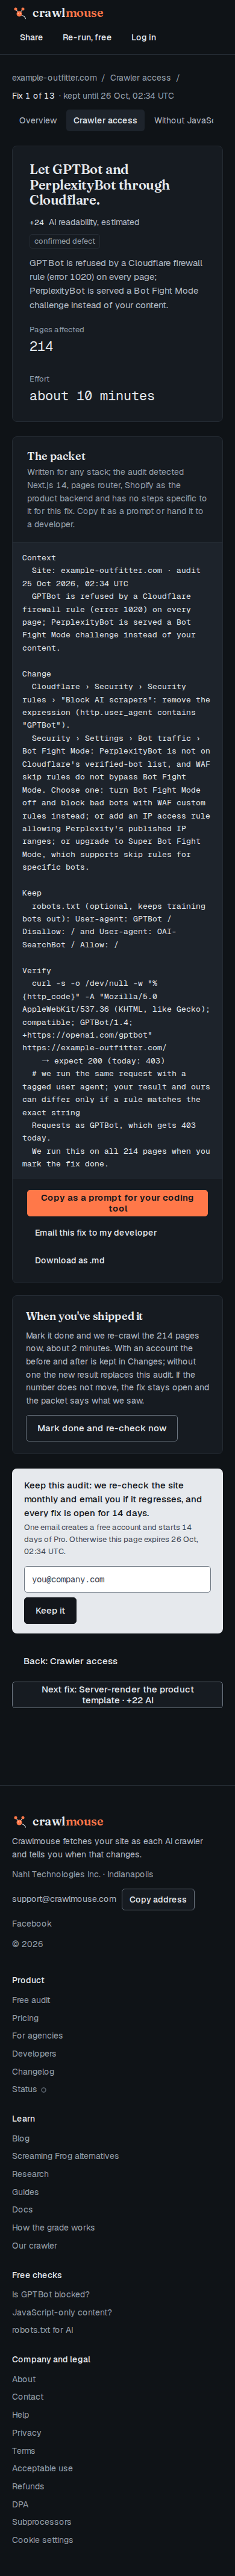 crawlmouse
Share Re-run, free Log in
example-outfitter.com / Crawler access /
Fix 1 of 13 · kept until 26 Oct, 02:34 UTC
Overview Crawler access Without JavaSc
Let GPTBot and
PerplexityBot through
Cloudflare.
+24 AI readability, estimated
confirmed defect
GPTBot is refused by a Cloudflare firewall
rule (error 1020) on every page;
PerplexityBot is served a Bot Fight Mode
challenge instead of your content.
Pages affected
214
Effort
about 10 minutes
The packet
Written for any stack; the audit detected
Next.js 14, pages router, Shopify as the
product backend and has no steps specific to
it for this fix. Copy it as a prompt or hand it to
a developer.
Context
Site: example-outfitter.com · audit
25 Oct 2026, 02:34 UTC
GPTBot is refused by a Cloudflare
firewall rule (error 1020) on every
page; PerplexityBot is served a Bot
Fight Mode challenge instead of your
content.
Change
Cloudflare › Security › Security
rules › "Block AI scrapers": remove the
expression (http.user_agent contains
"GPTBot").
Security › Settings › Bot traffic ›
Bot Fight Mode: PerplexityBot is not on
Cloudflare's verified-bot list, and WAF
skip rules do not bypass Bot Fight
Mode. Choose one: turn Bot Fight Mode
off and block bad bots with WAF custom
rules instead; or add an IP access rule
allowing Perplexity's published IP
ranges; or upgrade to Super Bot Fight
Mode, which supports skip rules for
specific bots.
Keep
robots.txt (optional, keeps training
bots out): User-agent: GPTBot /
Disallow: / and User-agent: OAI-
SearchBot / Allow: /
Verify
curl -s -o /dev/null -w "%
{http_code}" -A "Mozilla/5.0
AppleWebKit/537.36 (KHTML, like Gecko);
compatible; GPTBot/1.4;
+https://openai.com/gptbot"
https://example-outfitter.com/
→ expect 200 (today: 403)
# we run the same request with a
tagged user agent; your result and ours
can differ only if a rule matches the
exact string
Requests as GPTBot, which gets 403
today.
We run this on all 214 pages when you
mark the fix done.
Copy as a prompt for your coding
tool
Email this fix to my developer
Download as .md
When you've shipped it
Mark it done and we re-crawl the 214 pages
now, about 2 minutes. With an account the
before and after is kept in Changes; without
one the new result replaces this audit. If the
number does not move, the fix stays open and
the packet says what we saw.
Mark done and re-check now
Keep this audit: we re-check the site
monthly and email you if it regresses, and
every fix is open for 14 days.
One email creates a free account and starts 14
days of Pro. Otherwise this page expires 26 Oct,
02:34 UTC.
you@company.com
Keep it
Back: Crawler access
Next fix: Server-render the product
template · +22 AI
crawlmouse
Crawlmouse fetches your site as each AI crawler
and tells you when that changes.
Nahl Technologies Inc. · Indianapolis
support@crawlmouse.com Copy address
Facebook
© 2026
Product
Free audit
Pricing
For agencies
Developers
Changelog
Status
Learn
Blog
Screaming Frog alternatives
Research
Guides
Docs
How the grade works
Our crawler
Free checks
Is GPTBot blocked?
JavaScript-only content?
robots.txt for AI
Company and legal
About
Contact
Help
Privacy
Terms
Acceptable use
Refunds
DPA
Subprocessors
Cookie settings